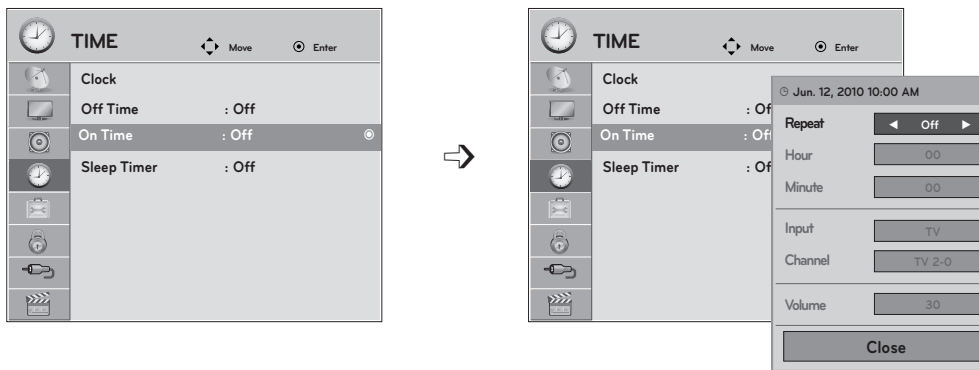 TIME Move Enter
Clock
Off Time : Off
On Time : Off
Sleep Timer : Off
TIME Move Enter
Clock
Off Time : Of
On Time : Of
Sleep Timer : Of
Jun. 12, 2010 10:00 AM
Repeat ◀ Off ▶
Hour 00
Minute 00
Input TV
Channel TV 2-0
Volume 30
Close